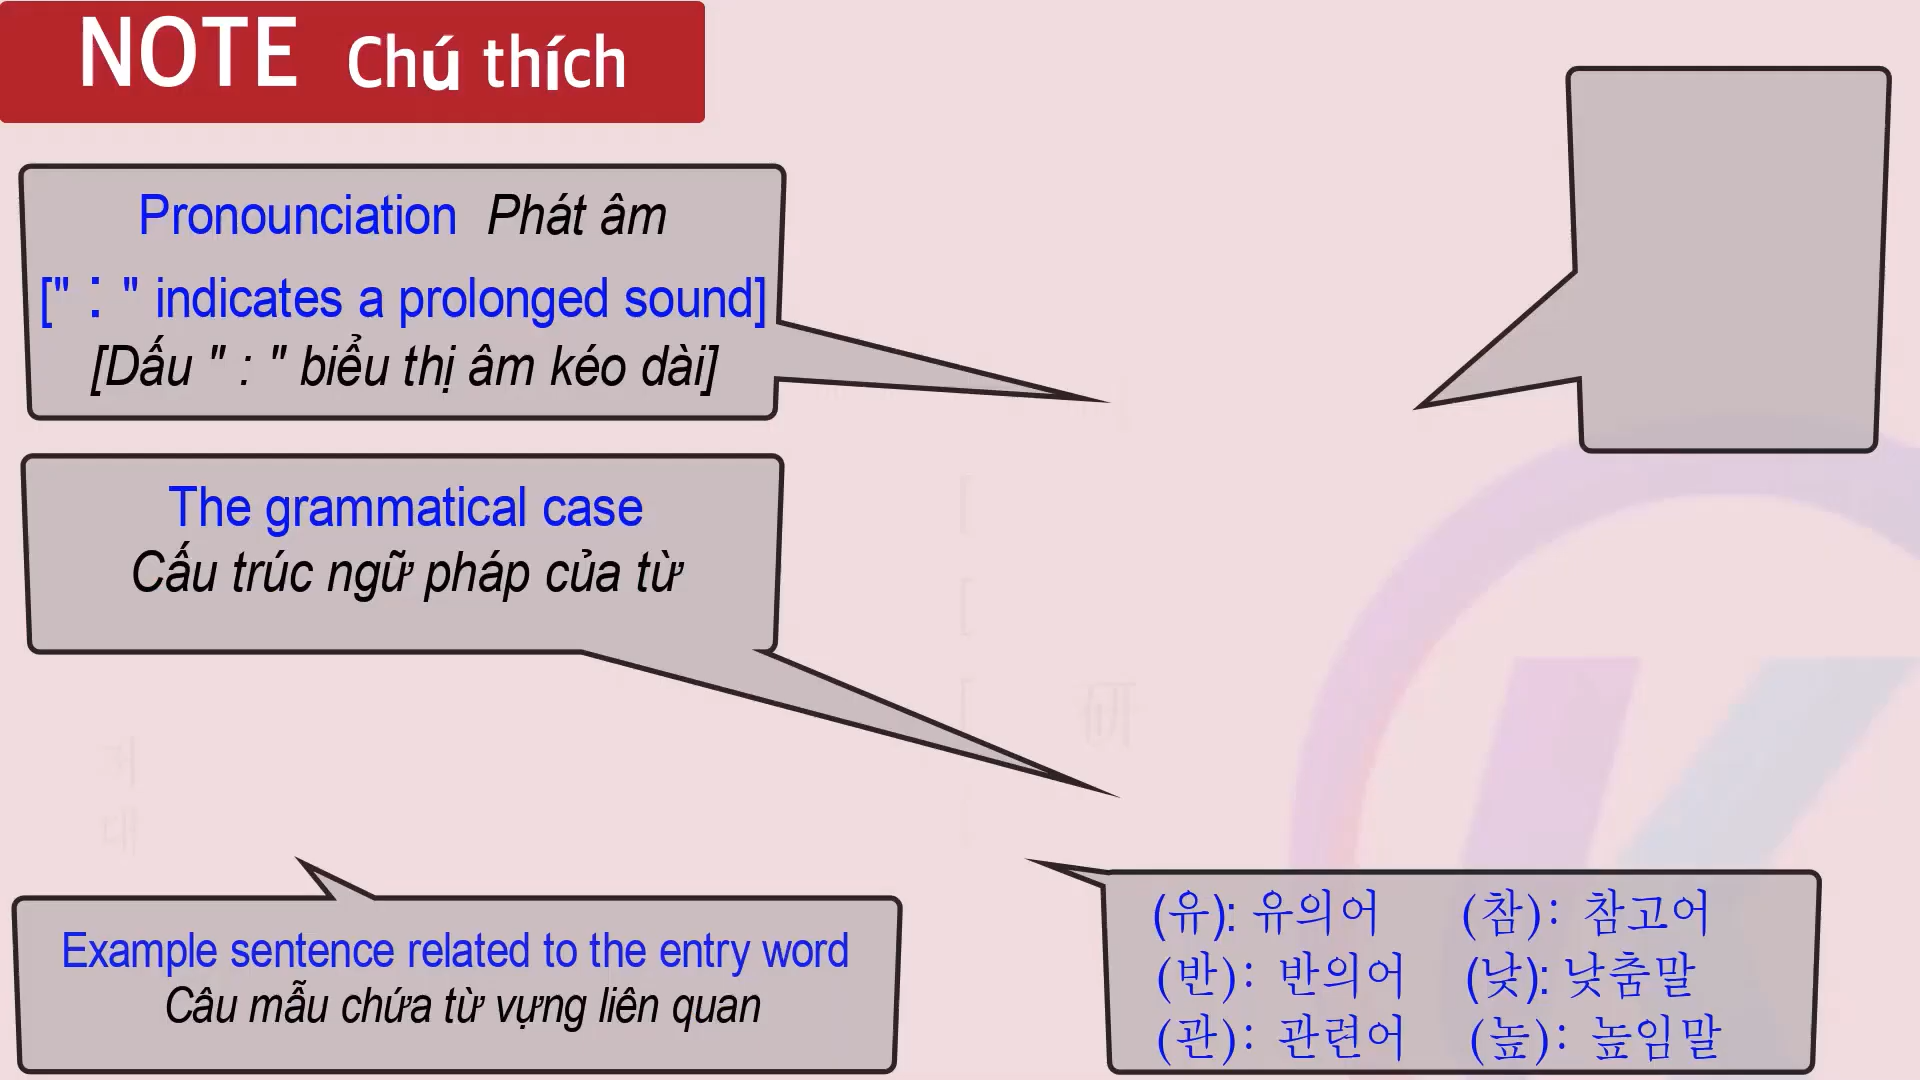 NOTE Chú thích
Pronounciation Phát âm
[" : " indicates a prolonged sound]
[Dấu " : " biểu thị âm kéo dài]
The grammatical case
Cấu trúc ngữ pháp của từ
Example sentence related to the entry word
Câu mẫu chứa từ vựng liên quan
(유): 유의어 (참): 참고어
(반): 반의어 (낮): 낮춤말
(관): 관련어 (높): 높임말